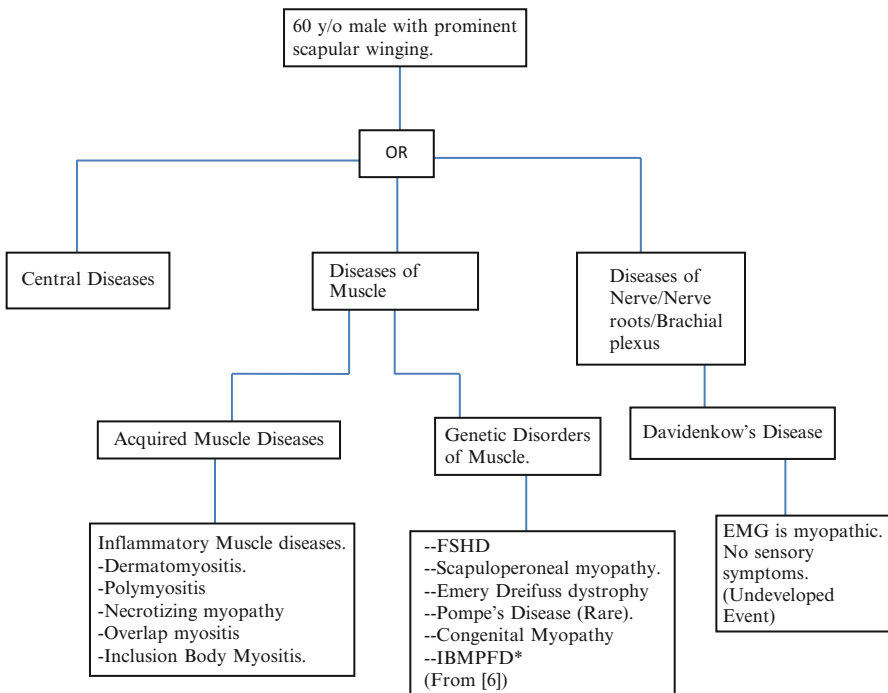 60 y/o male with prominent
scapular winging.
OR
Central Diseases
Diseases of
Muscle
Diseases of
Nerve/Nerve
roots/Brachial
plexus
Acquired Muscle Diseases
Genetic Disorders
of Muscle.
Davidenkow's Disease
Inflammatory Muscle diseases.
-Dermatomyositis.
-Polymyositis
-Necrotizing myopathy
-Overlap myositis
-Inclusion Body Myositis.
--FSHD
--Scapuloperoneal myopathy.
--Emery Dreifuss dystrophy
--Pompe's Disease (Rare).
--Congenital Myopathy
--IBMPFD*
(From [6])
EMG is myopathic.
No sensory
symptoms.
(Undeveloped
Event)